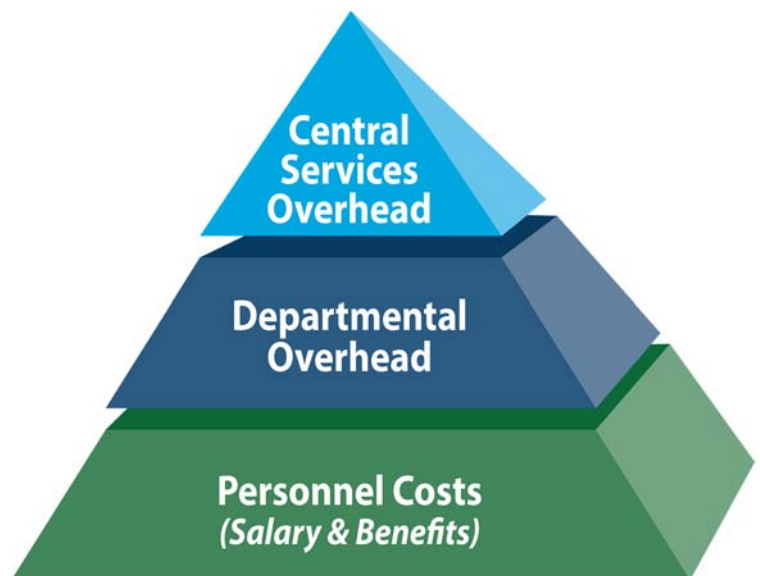 Central
Services
Overhead
Departmental
Overhead
Personnel Costs
(Salary & Benefits)